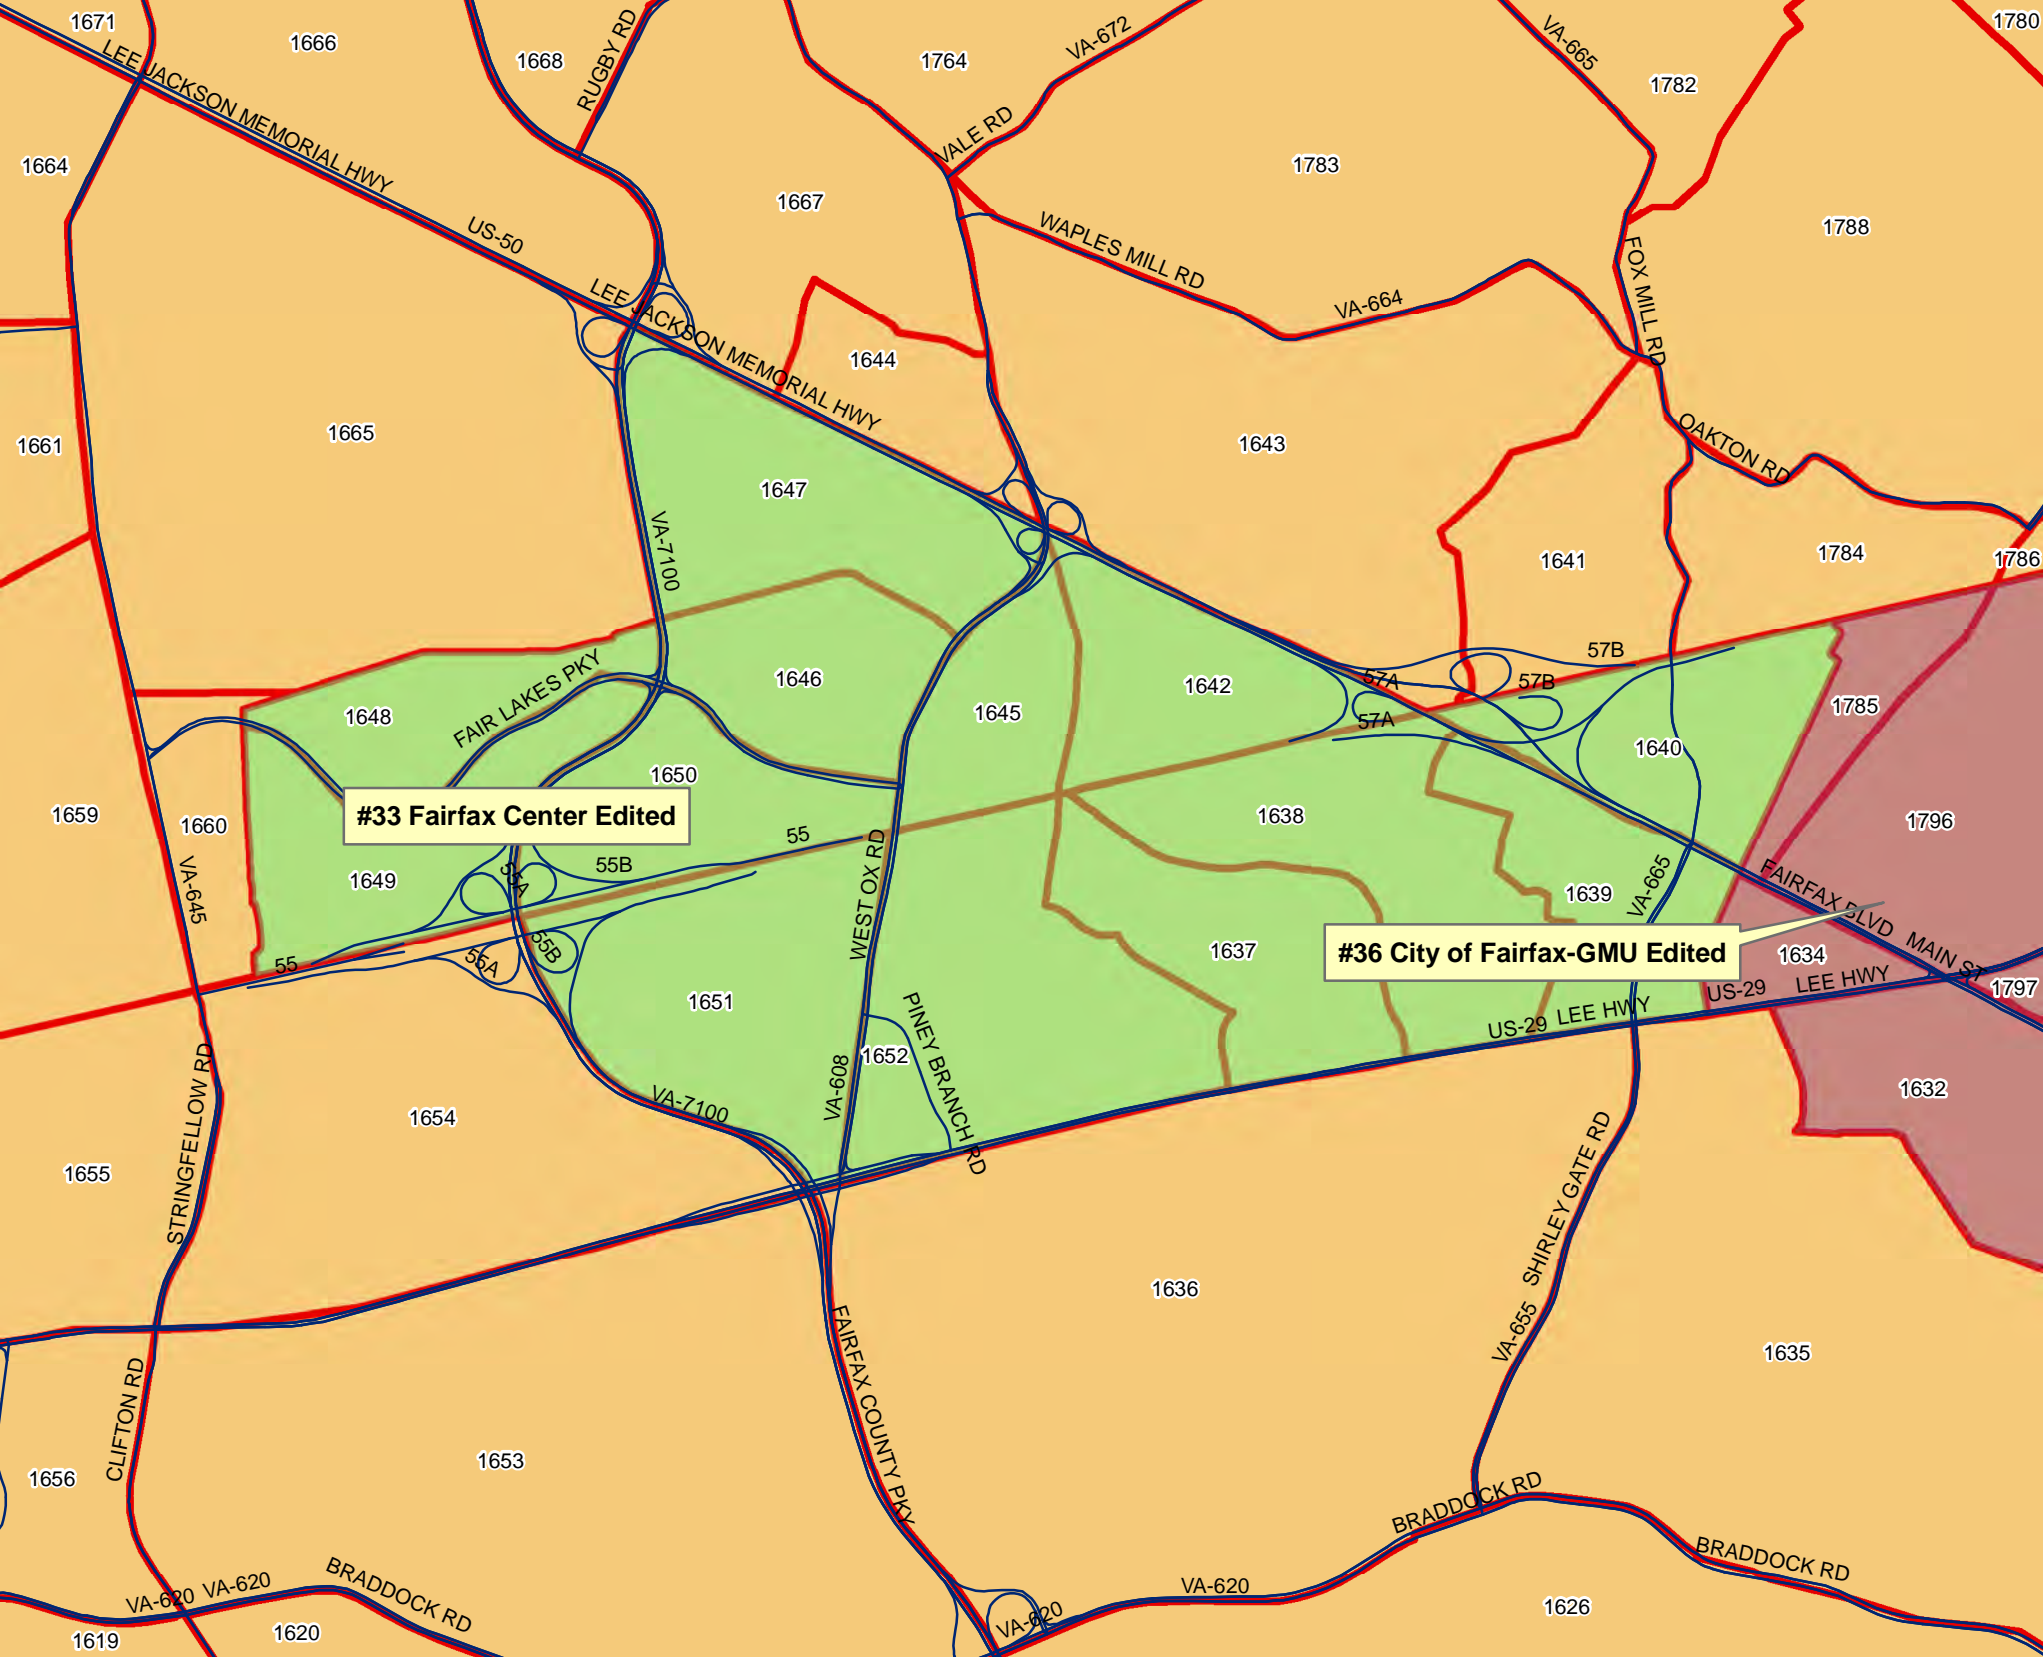 1671
1666
1668
RUGBY RD
1764
VA-672
VA-665
1782
1780
LEE JACKSON MEMORIAL HWY
1664
VALE RD
1783
1667
1788
US-50
WAPLES MILL RD
FOX MILL RD
VA-664
LEE JACKSON MEMORIAL HWY
1644
1661
1665
1643
OAKTON RD
1647
VA-7100
1641
1784
1786
FAIR LAKES PKY
1648
1646
1645
1642
57B
57A
57B
57A
1785
1640
1650
#33 Fairfax Center Edited
1659
1660
1638
1796
55
55B
55A
1649
VA-645
WEST OX RD
1639
VA-665
FAIRFAX BLVD
MAIN ST
#36 City of Fairfax-GMU Edited
1637
1634
55
55A
55B
1651
US-29
LEE HWY
1797
US-29
LEE HWY
PINEY BRANCH RD
1652
VA-608
STRINGFELLOW RD
VA-7100
1654
1632
1655
SHIRLEY GATE RD
1636
VA-655
1635
FAIRFAX COUNTY PKY
CLIFTON RD
1653
1656
BRADDOCK RD
BRADDOCK RD
VA-620
VA-620
BRADDOCK RD
VA-620
VA-620
1626
1619
1620